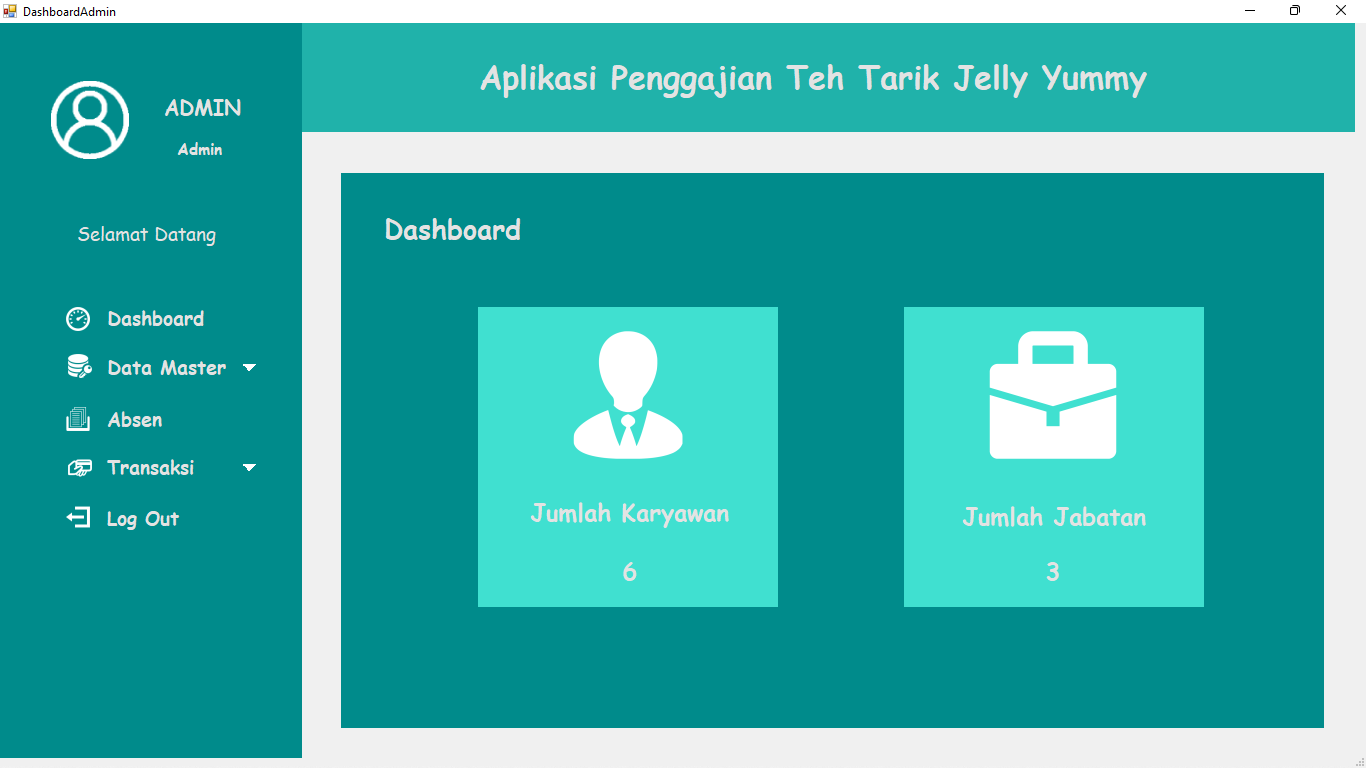 DashboardAdmin
Aplikasi Penggajian Teh Tarik Jelly Yummy
ADMIN
Admin
Selamat Datang
Dashboard
Data Master
Absen
Transaksi
Log Out
Dashboard
Jumlah Karyawan
6
Jumlah Jabatan
3